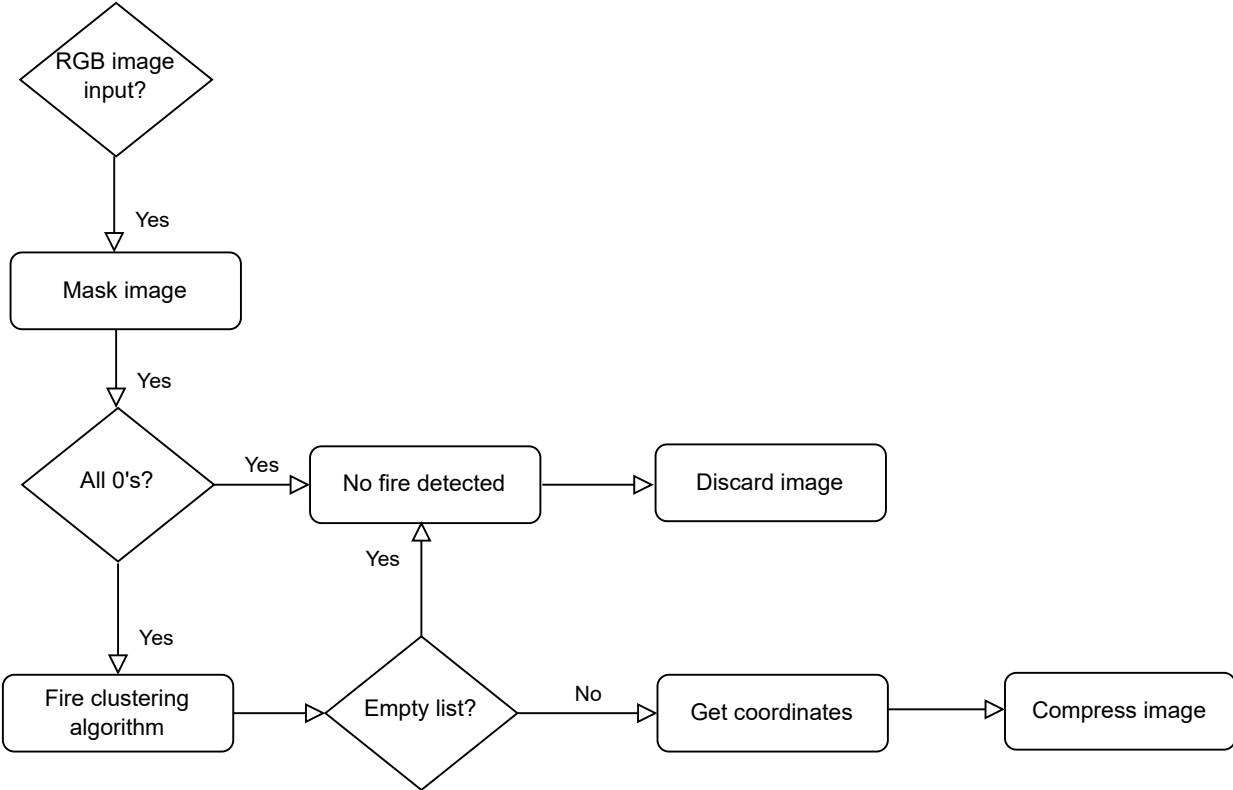 RGB image
input?
Yes
Mask image
Yes
All 0's?
Yes
No fire detected
Discard image
Yes
Yes
Fire clustering
algorithm
Empty list?
No
Get coordinates
Compress image